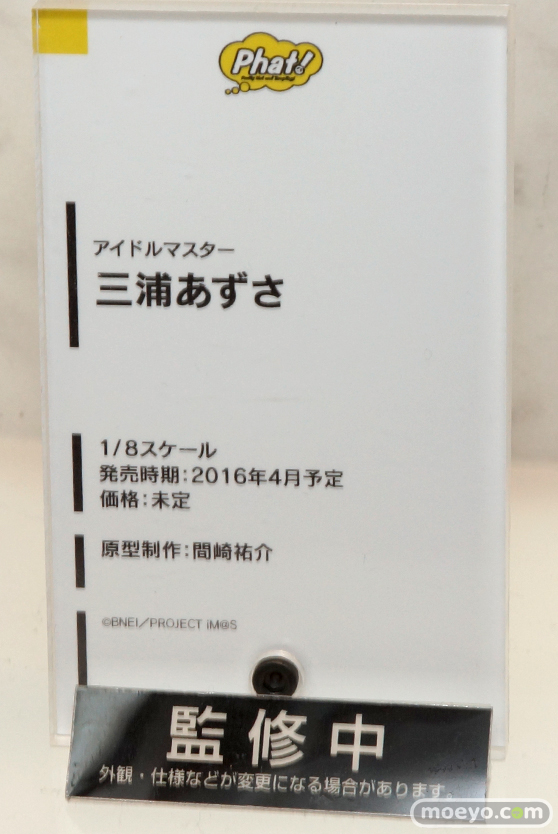 Phat!
アイドルマスター
三浦あずさ
1/8スケール
発売時期:2016年4月予定
価格:未定
原型制作:間崎祐介
©BNEI/PROJECT iM@S
監修中
外観・仕様などが変更になる場合があります。
moeyo.com